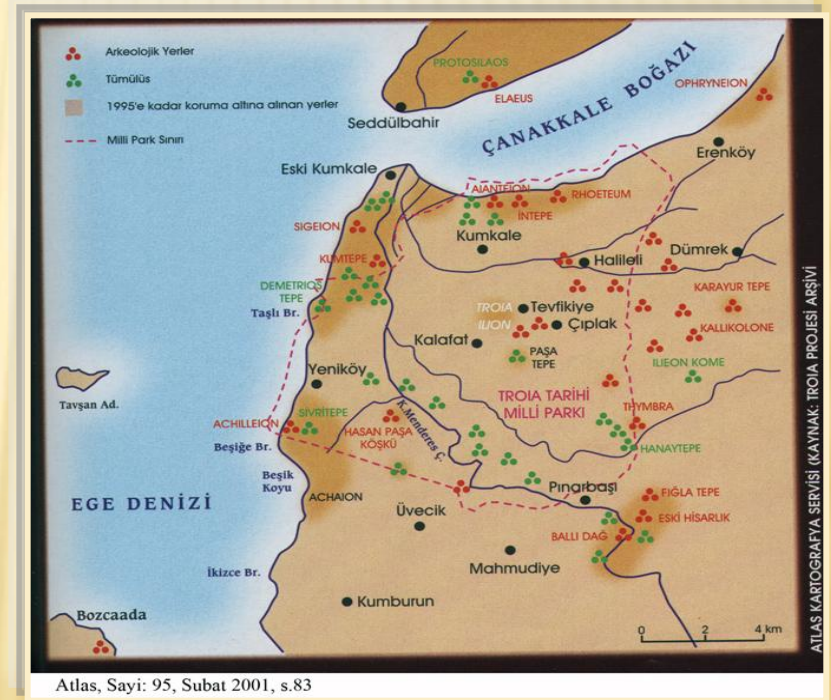 Arkeolojik Yerler
Tümülüs
1995'e kadar koruma altına alınan yerler
Milli Park Sınırı
PROTOSILAOS
ELAEUS
Seddülbahir
ÇANAKKALE BOĞAZI
OPHRYNEION
Erenköy
Eski Kumkale
AIANTEION
RHOETEUM
İNTEPE
SIGEION
Kumkale
KUMTEPE
Halileli
Dümrek
DEMETRIOS
TEPE
Taşlı Br.
KARAYUR TEPE
TROIA
ILION
Tevfikiye
Çıplak
KALLIKOLONE
Kalafat
PAŞA
TEPE
ILIEON KOME
Yeniköy
Tavşan Ad.
TROIA TARİHİ
MİLLİ PARKI
SİVRİTEPE
ACHILLEION
HASAN PAŞA
KÖŞKÜ
K.Menderes Ç.
THYMBRA
HANAYTEPE
Beşiğe Br.
Beşik
Koyu
ACHAION
EGE DENİZİ
Üvecik
Pınarbaşı
FIĞLA TEPE
ESKİ HİSARLIK
BALLI DAĞ
Mahmudiye
İkizce Br.
Kumburun
Bozcaada
0 2 4 km
ATLAS KARTOGRAFYA SERVİSİ (KAYNAK: TROIA PROJESİ ARŞİVİ
Atlas, Sayi: 95, Subat 2001, s.83